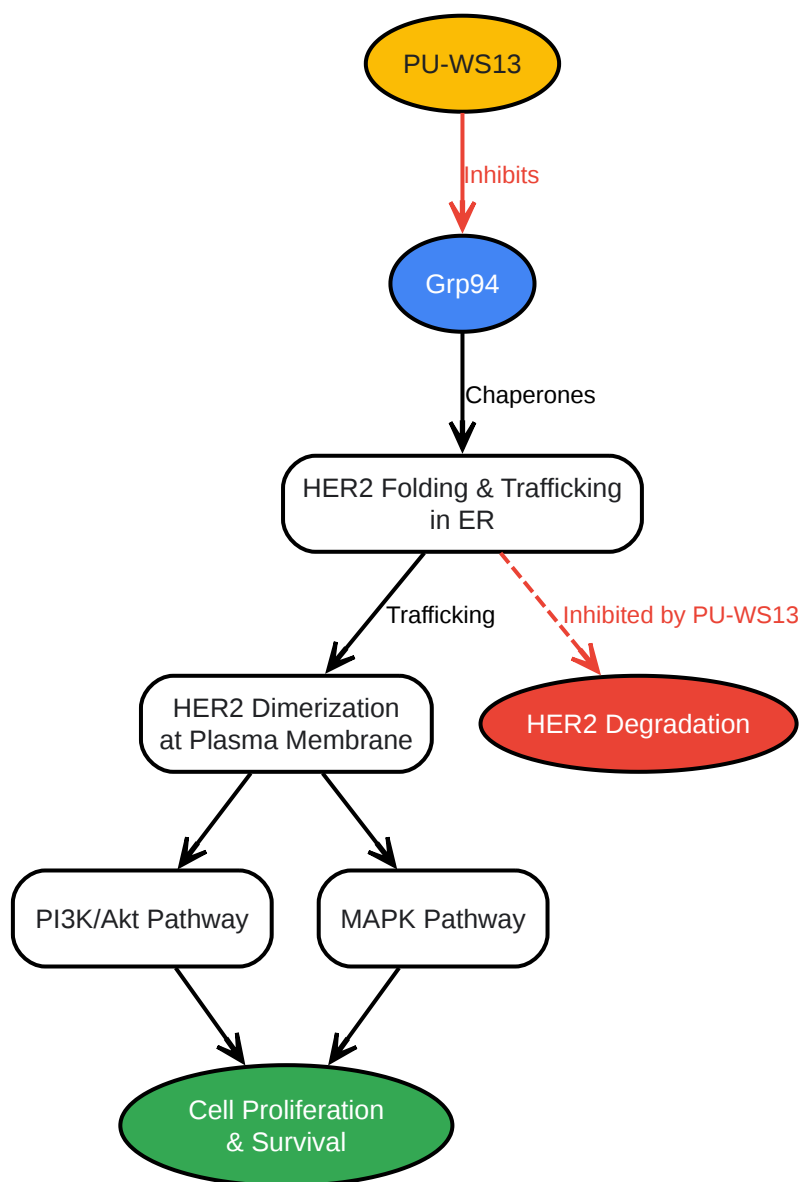 PU-WS13
Inhibits
Grp94
Chaperones
HER2 Folding & Trafficking
in ER
Trafficking
Inhibited by PU-WS13
HER2 Dimerization
at Plasma Membrane
HER2 Degradation
PI3K/Akt Pathway
MAPK Pathway
Cell Proliferation
& Survival